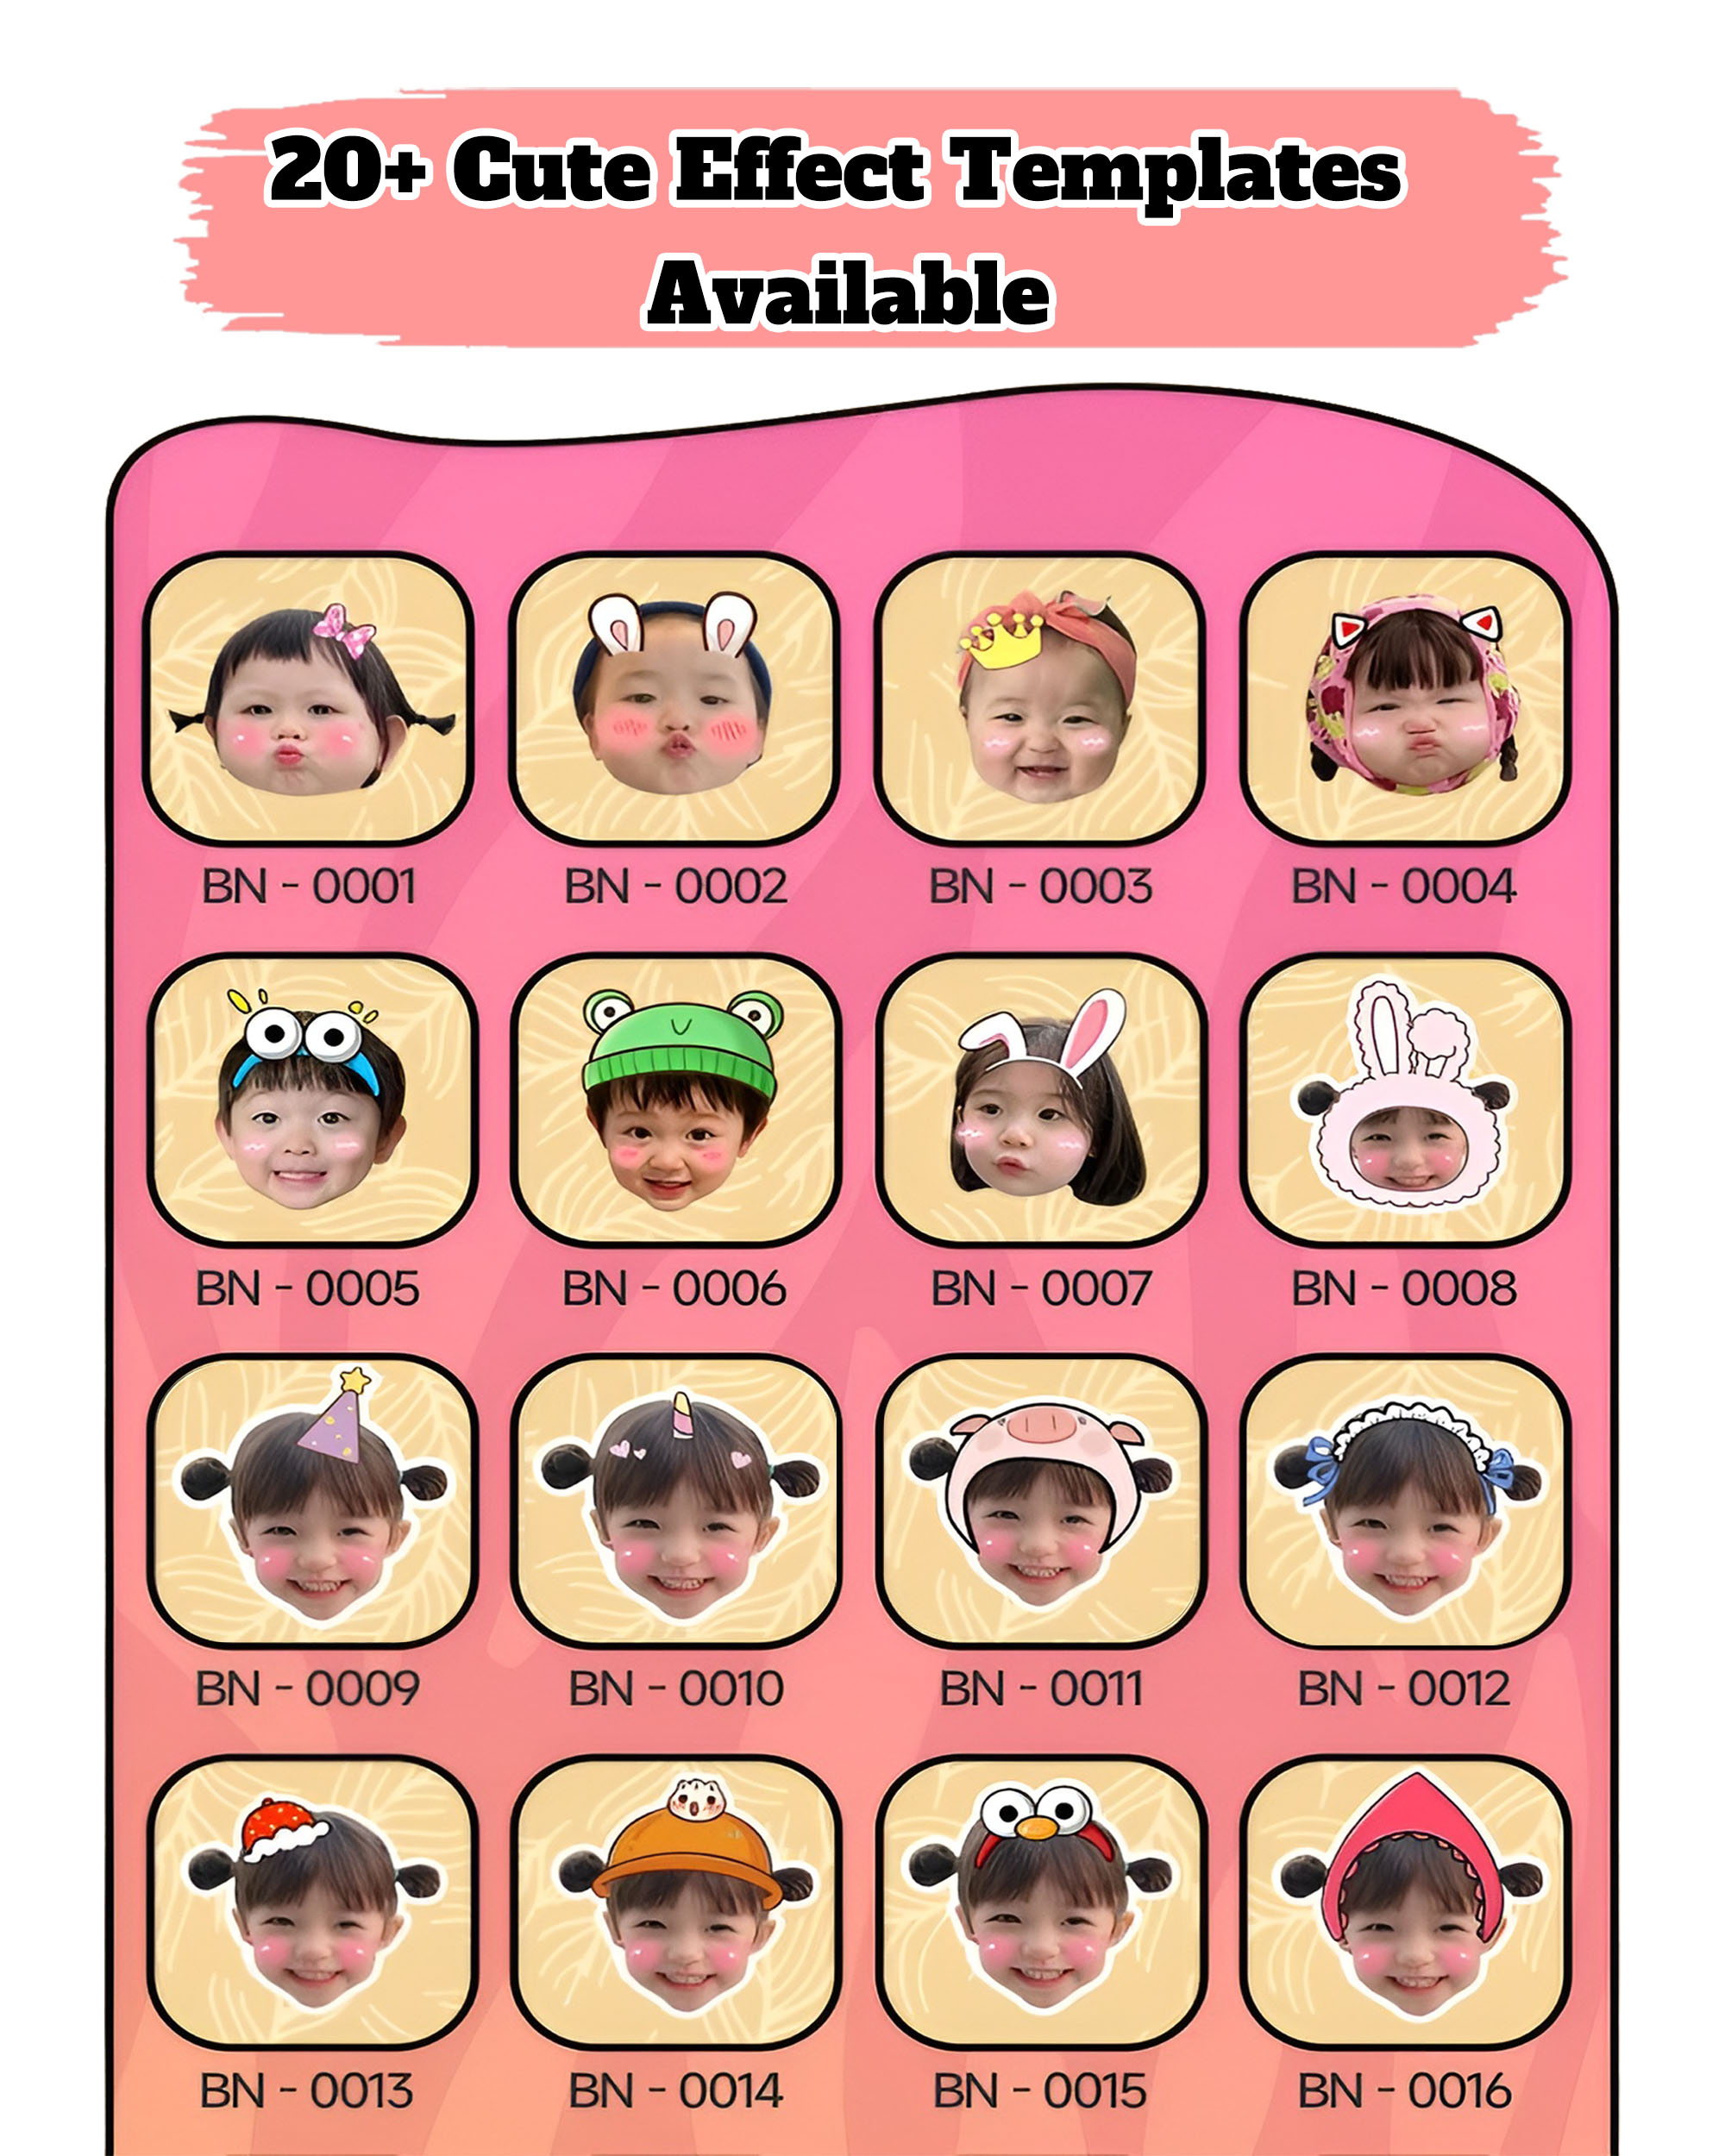 20+ Cute Effect Templates
Available
BN - 0001
BN - 0002
BN - 0003
BN - 0004
BN - 0005
BN - 0006
BN - 0007
BN - 0008
BN - 0009
BN - 0010
BN - 0011
BN - 0012
BN - 0013
BN - 0014
BN - 0015
BN - 0016